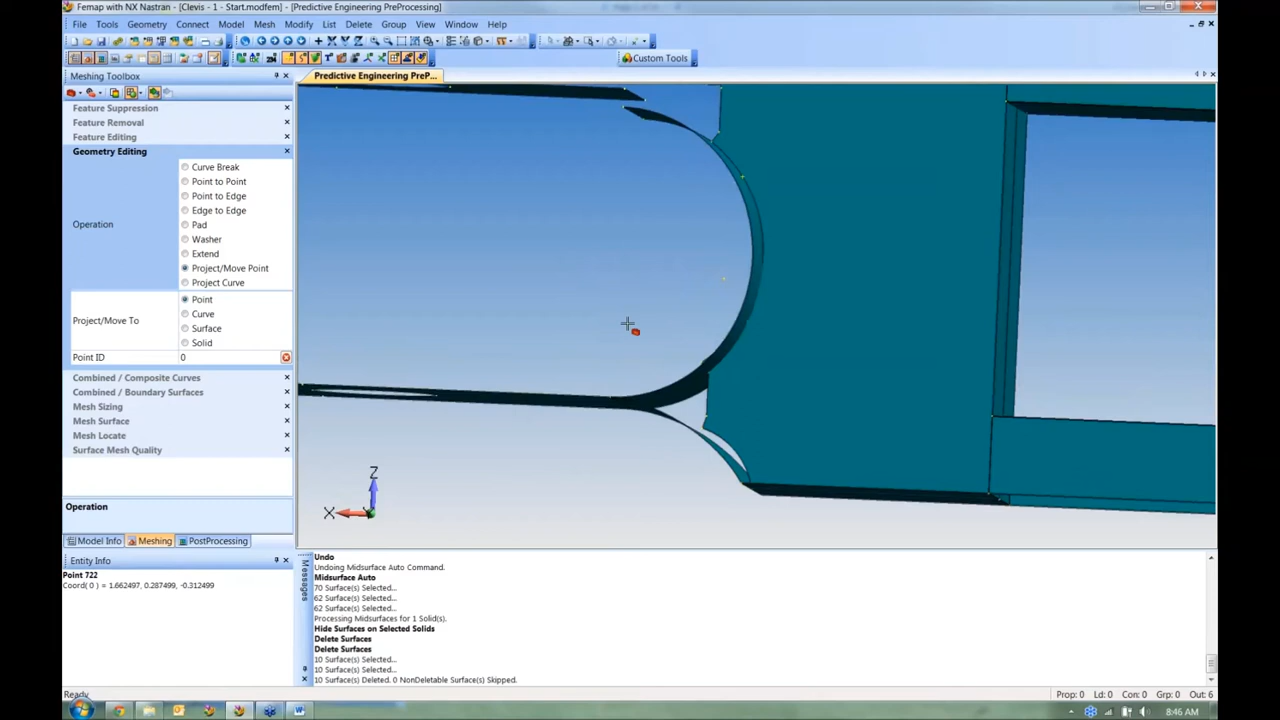 Femap with NX Nastran - [Clevis - 1 - Start.modfem] - [Predictive Engineering PreProcessing]
File Tools Geometry Connect Model Mesh Modify List Delete Group View Window Help
Custom Tools
Meshing Toolbox
Predictive Engineering PreP...
Feature Suppression
Feature Removal
Feature Editing
Geometry Editing
Operation
Curve Break
Point to Point
Point to Edge
Edge to Edge
Pad
Washer
Extend
Project/Move Point
Project Curve
Project/Move To
Point
Curve
Surface
Solid
Point ID 0
Combined / Composite Curves
Combined / Boundary Surfaces
Mesh Sizing
Mesh Surface
Mesh Locate
Surface Mesh Quality
Operation
Model Info Meshing PostProcessing
Entity Info
Point 722
Coord( 0 ) = 1.662497, 0.287499, -0.312499
Z
X
Messages
Undo
Undoing Midsurface Auto Command.
Midsurface Auto
70 Surface(s) Selected...
62 Surface(s) Selected...
62 Surface(s) Selected...
Processing Midsurfaces for 1 Solid(s).
Hide Surfaces on Selected Solids
Delete Surfaces
Delete Surfaces
10 Surface(s) Selected...
10 Surface(s) Selected...
10 Surface(s) Deleted. 0 NonDeletable Surface(s) Skipped.
Ready
Prop: 0 Ld: 0 Con: 0 Grp: 0 Out: 6
8:46 AM